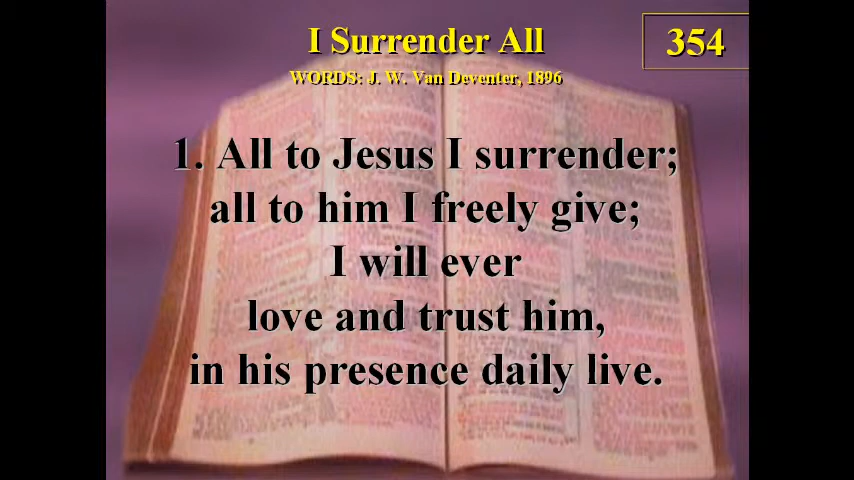 I Surrender All
354
WORDS: J. W. Van Deventer, 1896
1. All to Jesus I surrender;
all to him I freely give;
I will ever
love and trust him,
in his presence daily live.